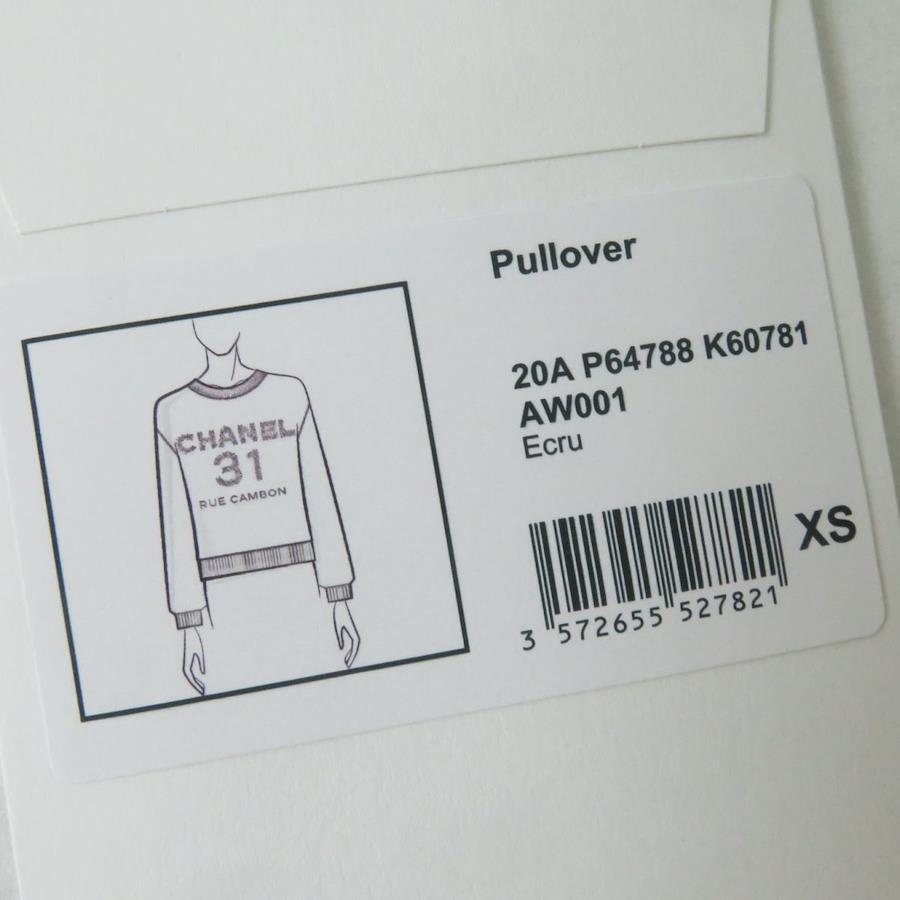 Pullover
20A P64788 K60781
AW001
Ecru
XS
3 572655 527821
CHANEL
31
RUE CAMBON